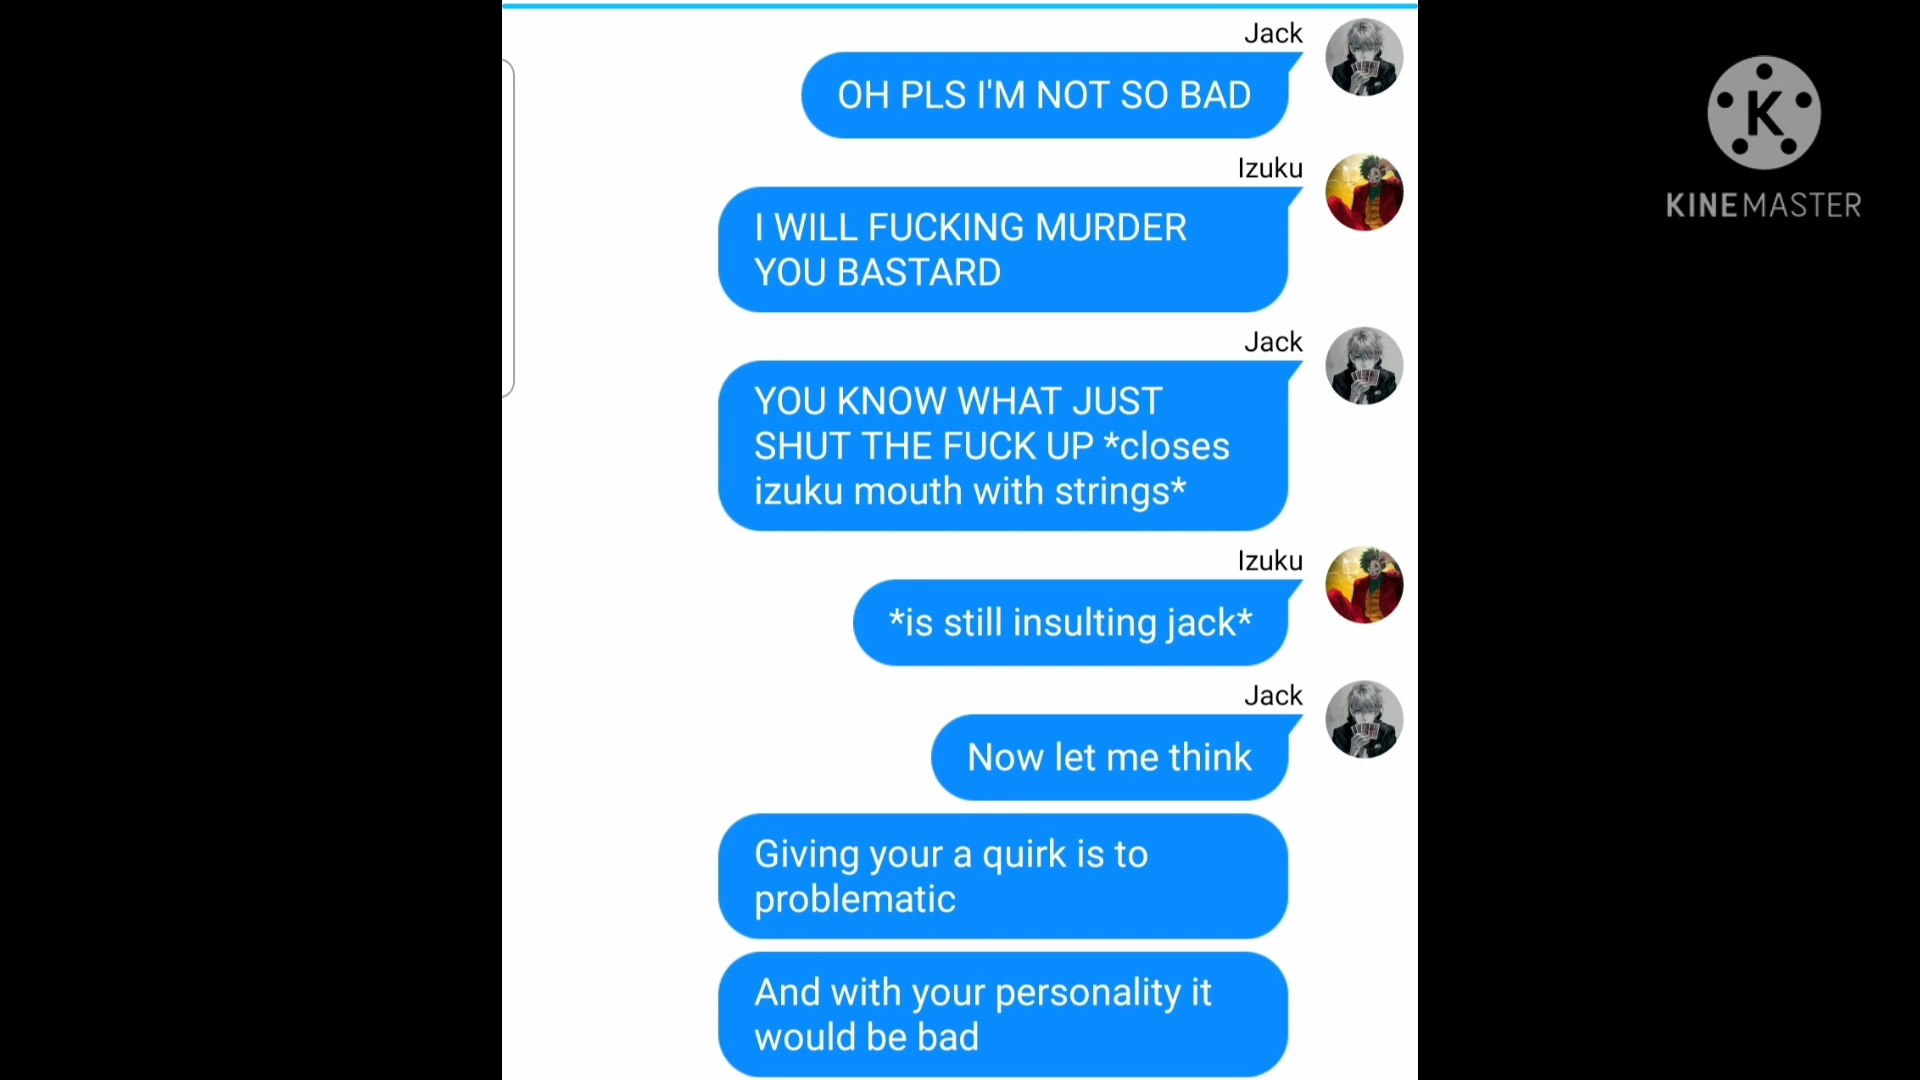 Jack
OH PLS I'M NOT SO BAD
Izuku
I WILL FUCKING MURDER
YOU BASTARD
Jack
YOU KNOW WHAT JUST
SHUT THE FUCK UP *closes
izuku mouth with strings*
Izuku
*is still insulting jack*
Jack
Now let me think
Giving your a quirk is to
problematic
And with your personality it
would be bad
K
KINEMASTER